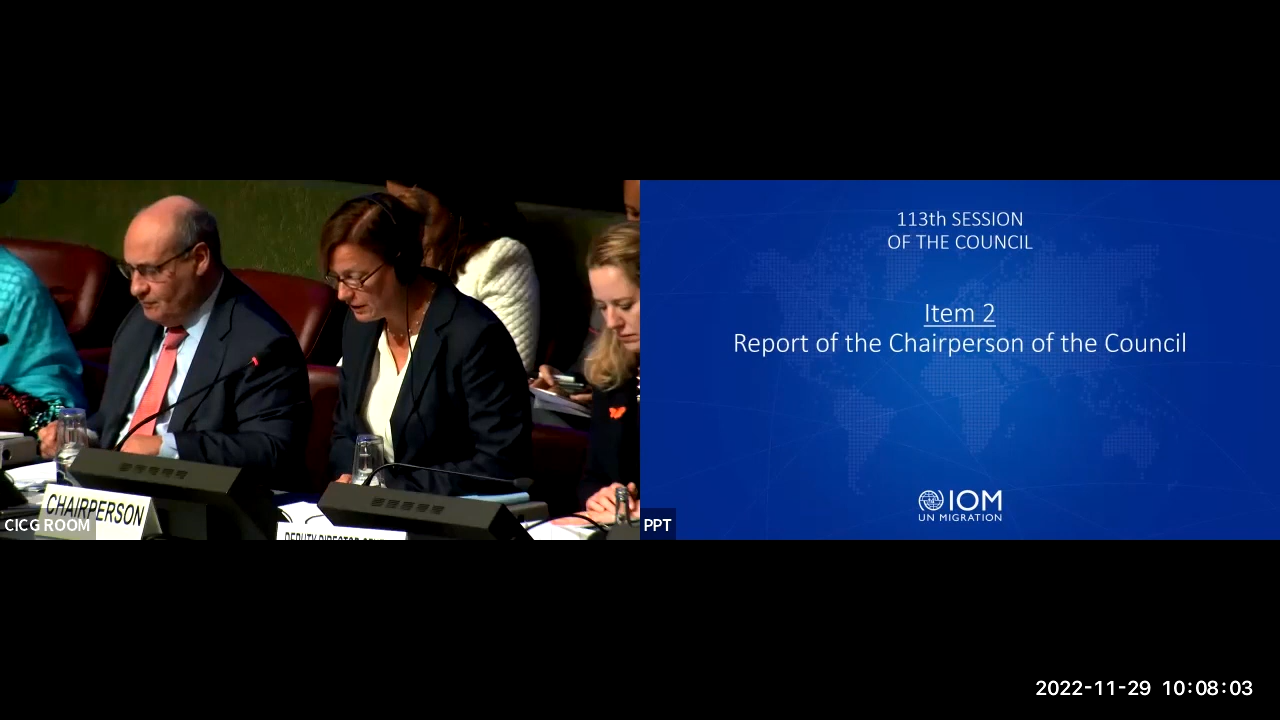 CHAIRPERSON
CICG ROOM
113th SESSION
OF THE COUNCIL
Item 2
Report of the Chairperson of the Council
IOM
UN MIGRATION
PPT
2022-11-29 10:08:03